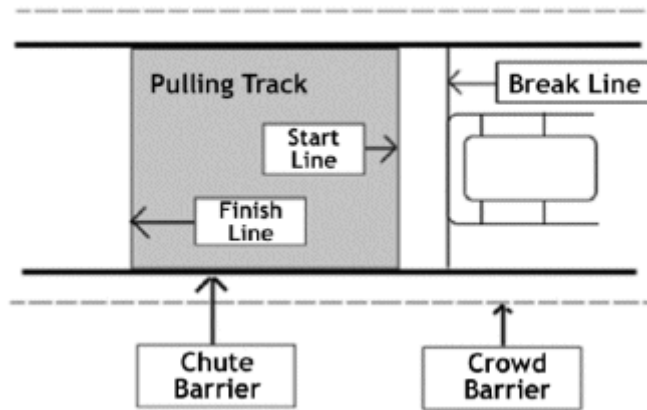 Pulling Track
Break Line
Start
Line
Finish
Line
Chute
Barrier
Crowd
Barrier